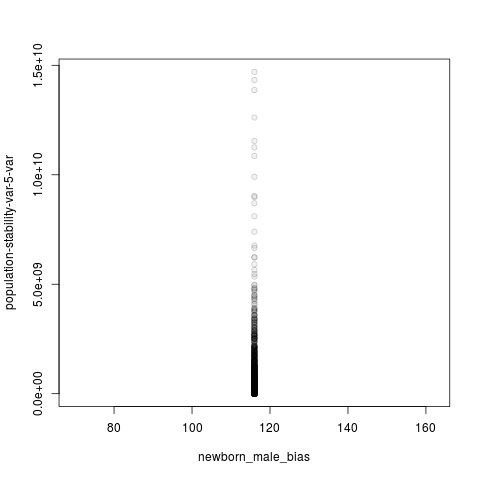 population-stability-var-5-var
1.5e+10
1.0e+10
5.0e+09
0.0e+00
80
100
120
140
160
newborn_male_bias